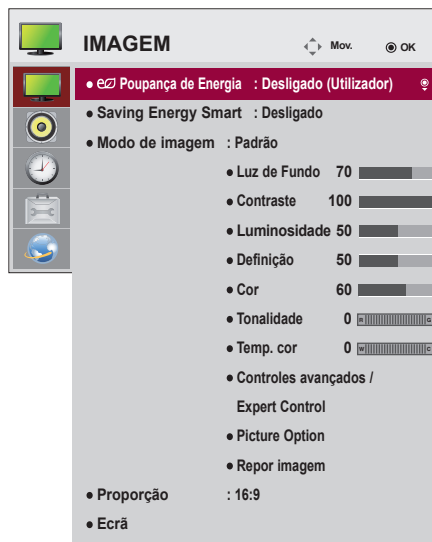 IMAGEM Mov. OK
• eco Poupança de Energia : Desligado (Utilizador)
• Saving Energy Smart : Desligado
• Modo de imagem : Padrão
• Luz de Fundo 70
• Contraste 100
• Luminosidade 50
• Definição 50
• Cor 60
• Tonalidade 0 R G
• Temp. cor 0 W C
• Controles avançados /
Expert Control
• Picture Option
• Repor imagem
• Proporção : 16:9
• Ecrã